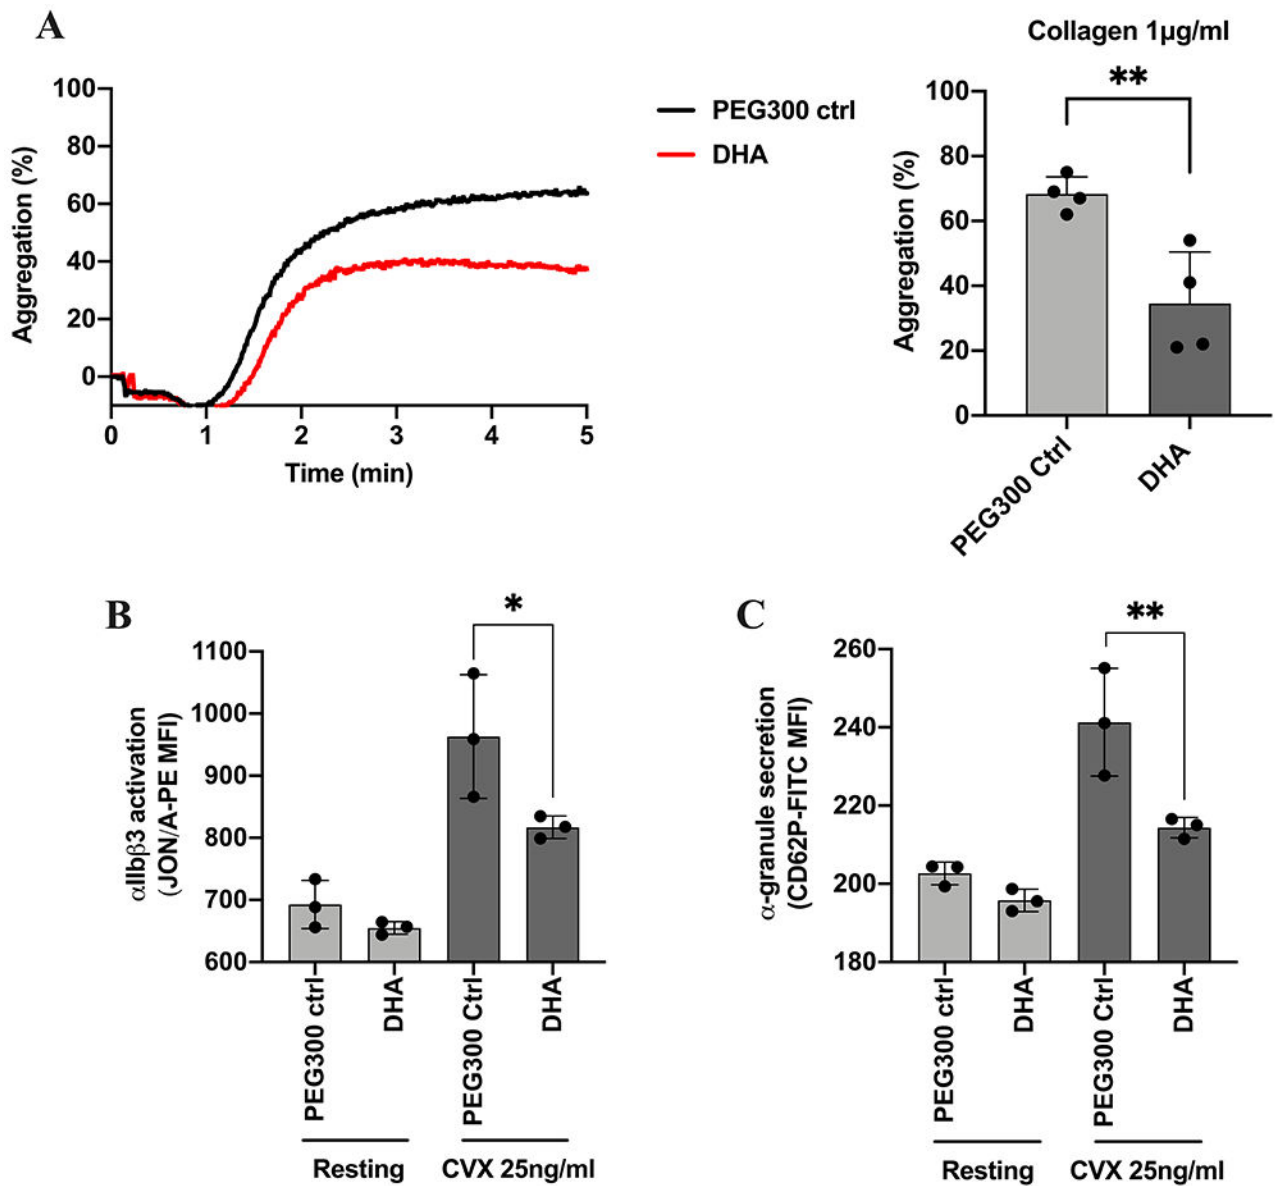 A
Collagen 1µg/ml
**
100
80
60
40
20
0
Aggregation (%)
0
1
2
3
4
5
Time (min)
PEG300 ctrl
DHA
100
80
60
40
20
0
Aggregation (%)
PEG300 Ctrl
DHA
B
*
1100
1000
900
800
700
600
αIIbβ3 activation
(JON/A-PE MFI)
PEG300 ctrl
DHA
PEG300 Ctrl
DHA
Resting
CVX 25ng/ml
C
**
260
240
220
200
180
α-granule secretion
(CD62P-FITC MFI)
PEG300 ctrl
DHA
PEG300 Ctrl
DHA
Resting
CVX 25ng/ml